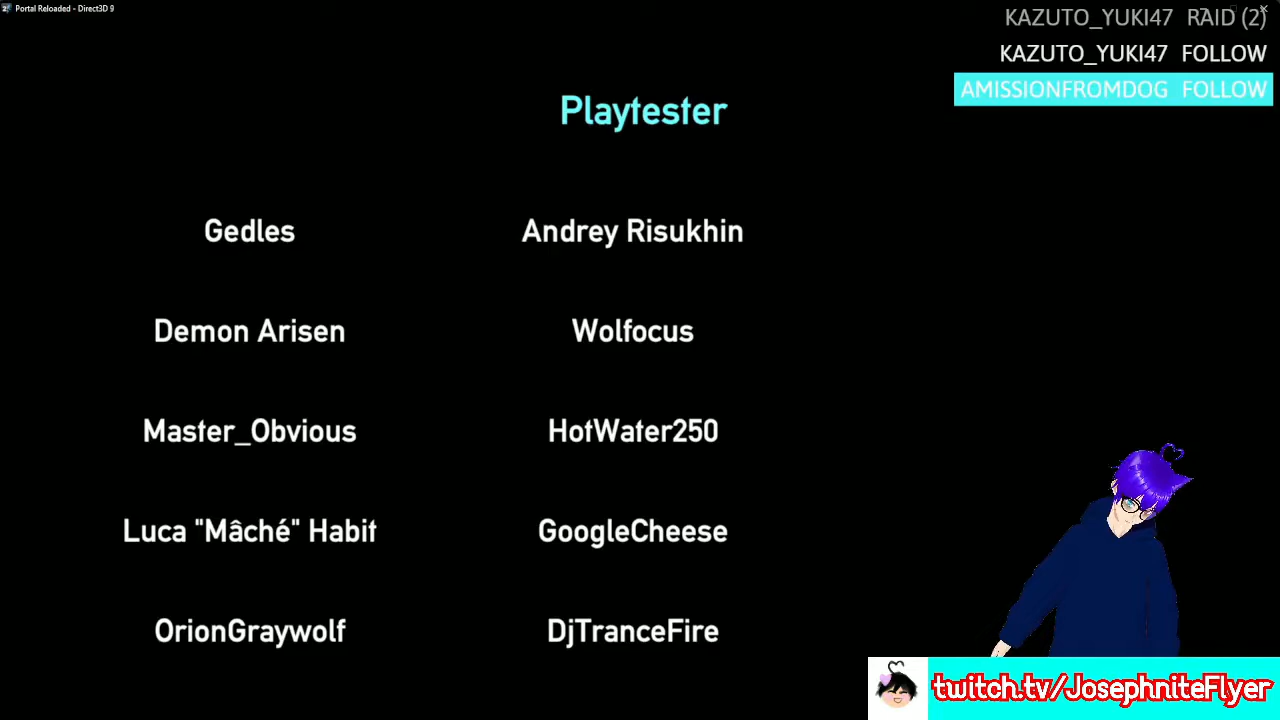 Portal Reloaded - Direct3D 9
KAZUTO_YUKI47 RAID (2)
KAZUTO_YUKI47 FOLLOW
AMISSIONFROMDOG FOLLOW
Playtester
Gedles Andrey Risukhin
Demon Arisen Wolfocus
Master_Obvious HotWater250
Luca "Mâché" Habit GoogleCheese
OrionGraywolf DjTranceFire
twitch.tv/JosephniteFlyer